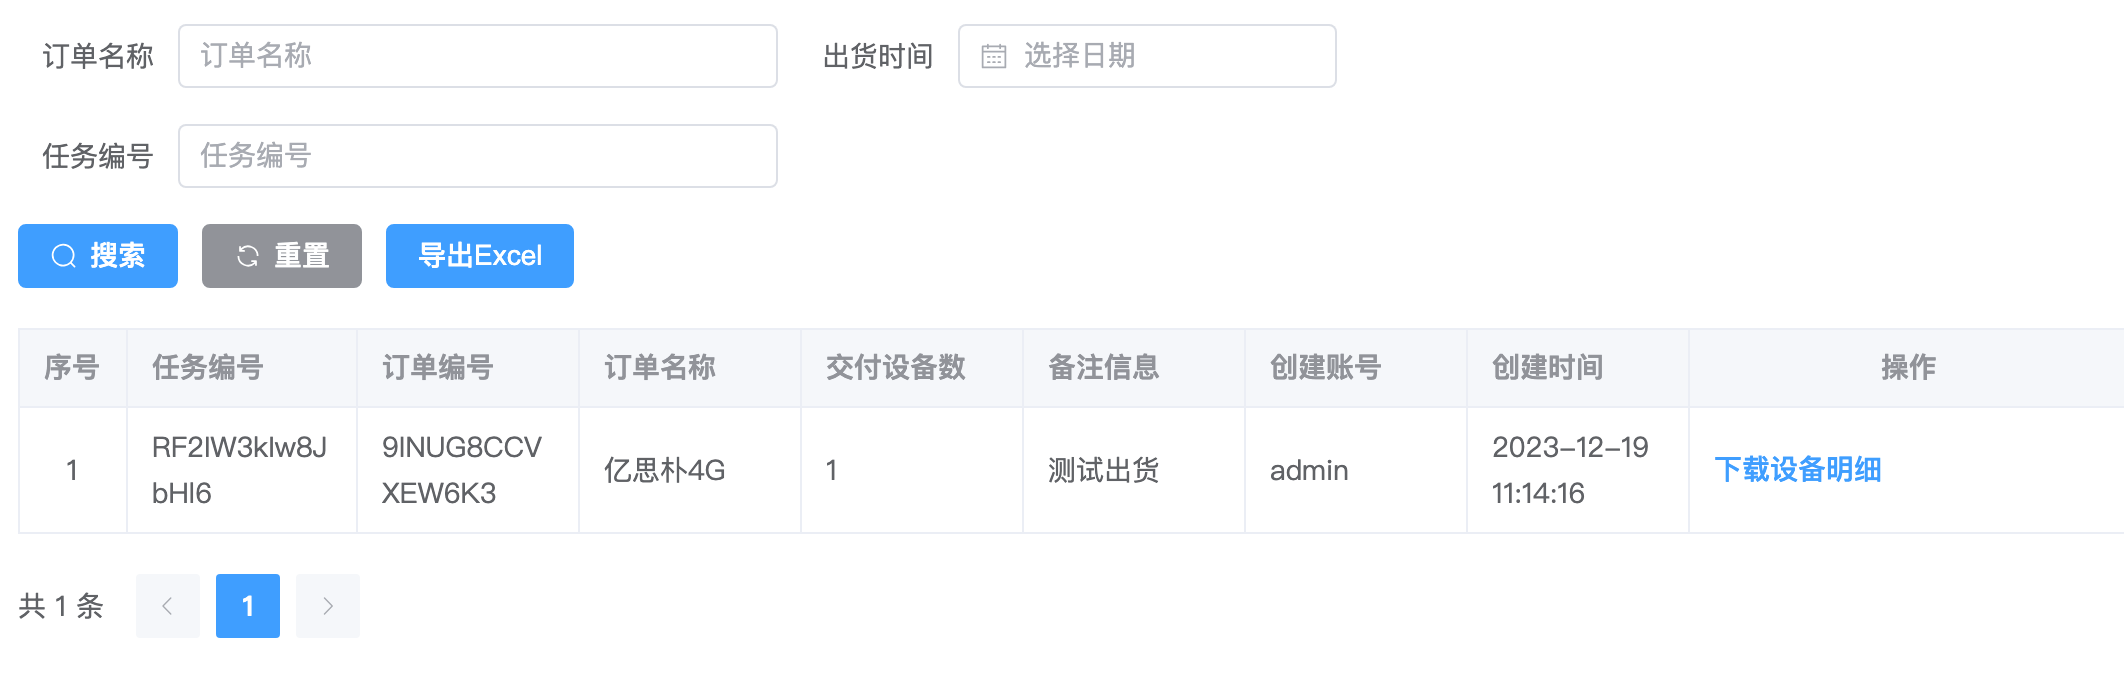 订单名称 订单名称 出货时间 选择日期
任务编号 任务编号
搜索 重置 导出Excel
序号 任务编号 订单编号 订单名称 交付设备数 备注信息 创建账号 创建时间 操作
1 RF2lW3klw8J 9INUG8CCV 亿思朴4G 1 测试出货 admin 2023-12-19 下载设备明细
bHl6 XEW6K3 11:14:16
共 1 条 1